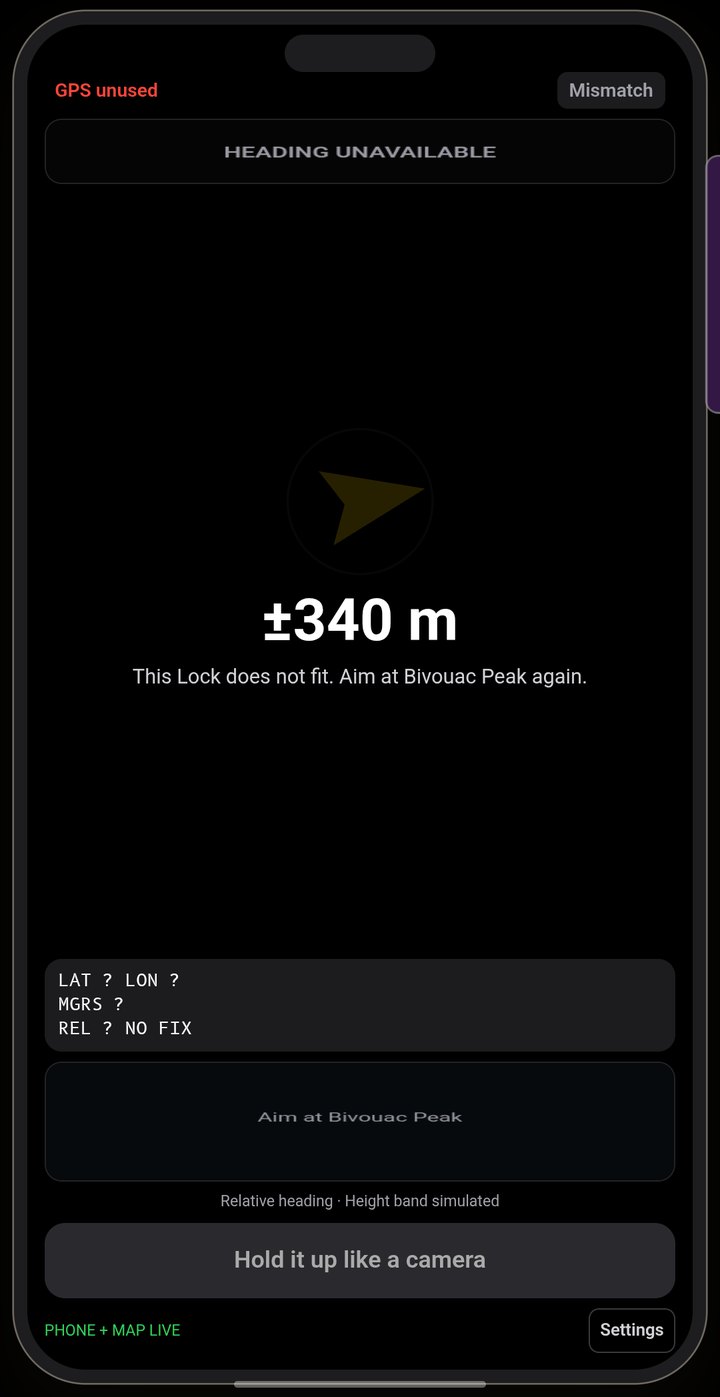 GPS unused
Mismatch
HEADING UNAVAILABLE
±340 m
This Lock does not fit. Aim at Bivouac Peak again.
LAT ? LON ?
MGRS ?
REL ? NO FIX
Aim at Bivouac Peak
Relative heading · Height band simulated
Hold it up like a camera
PHONE + MAP LIVE
Settings